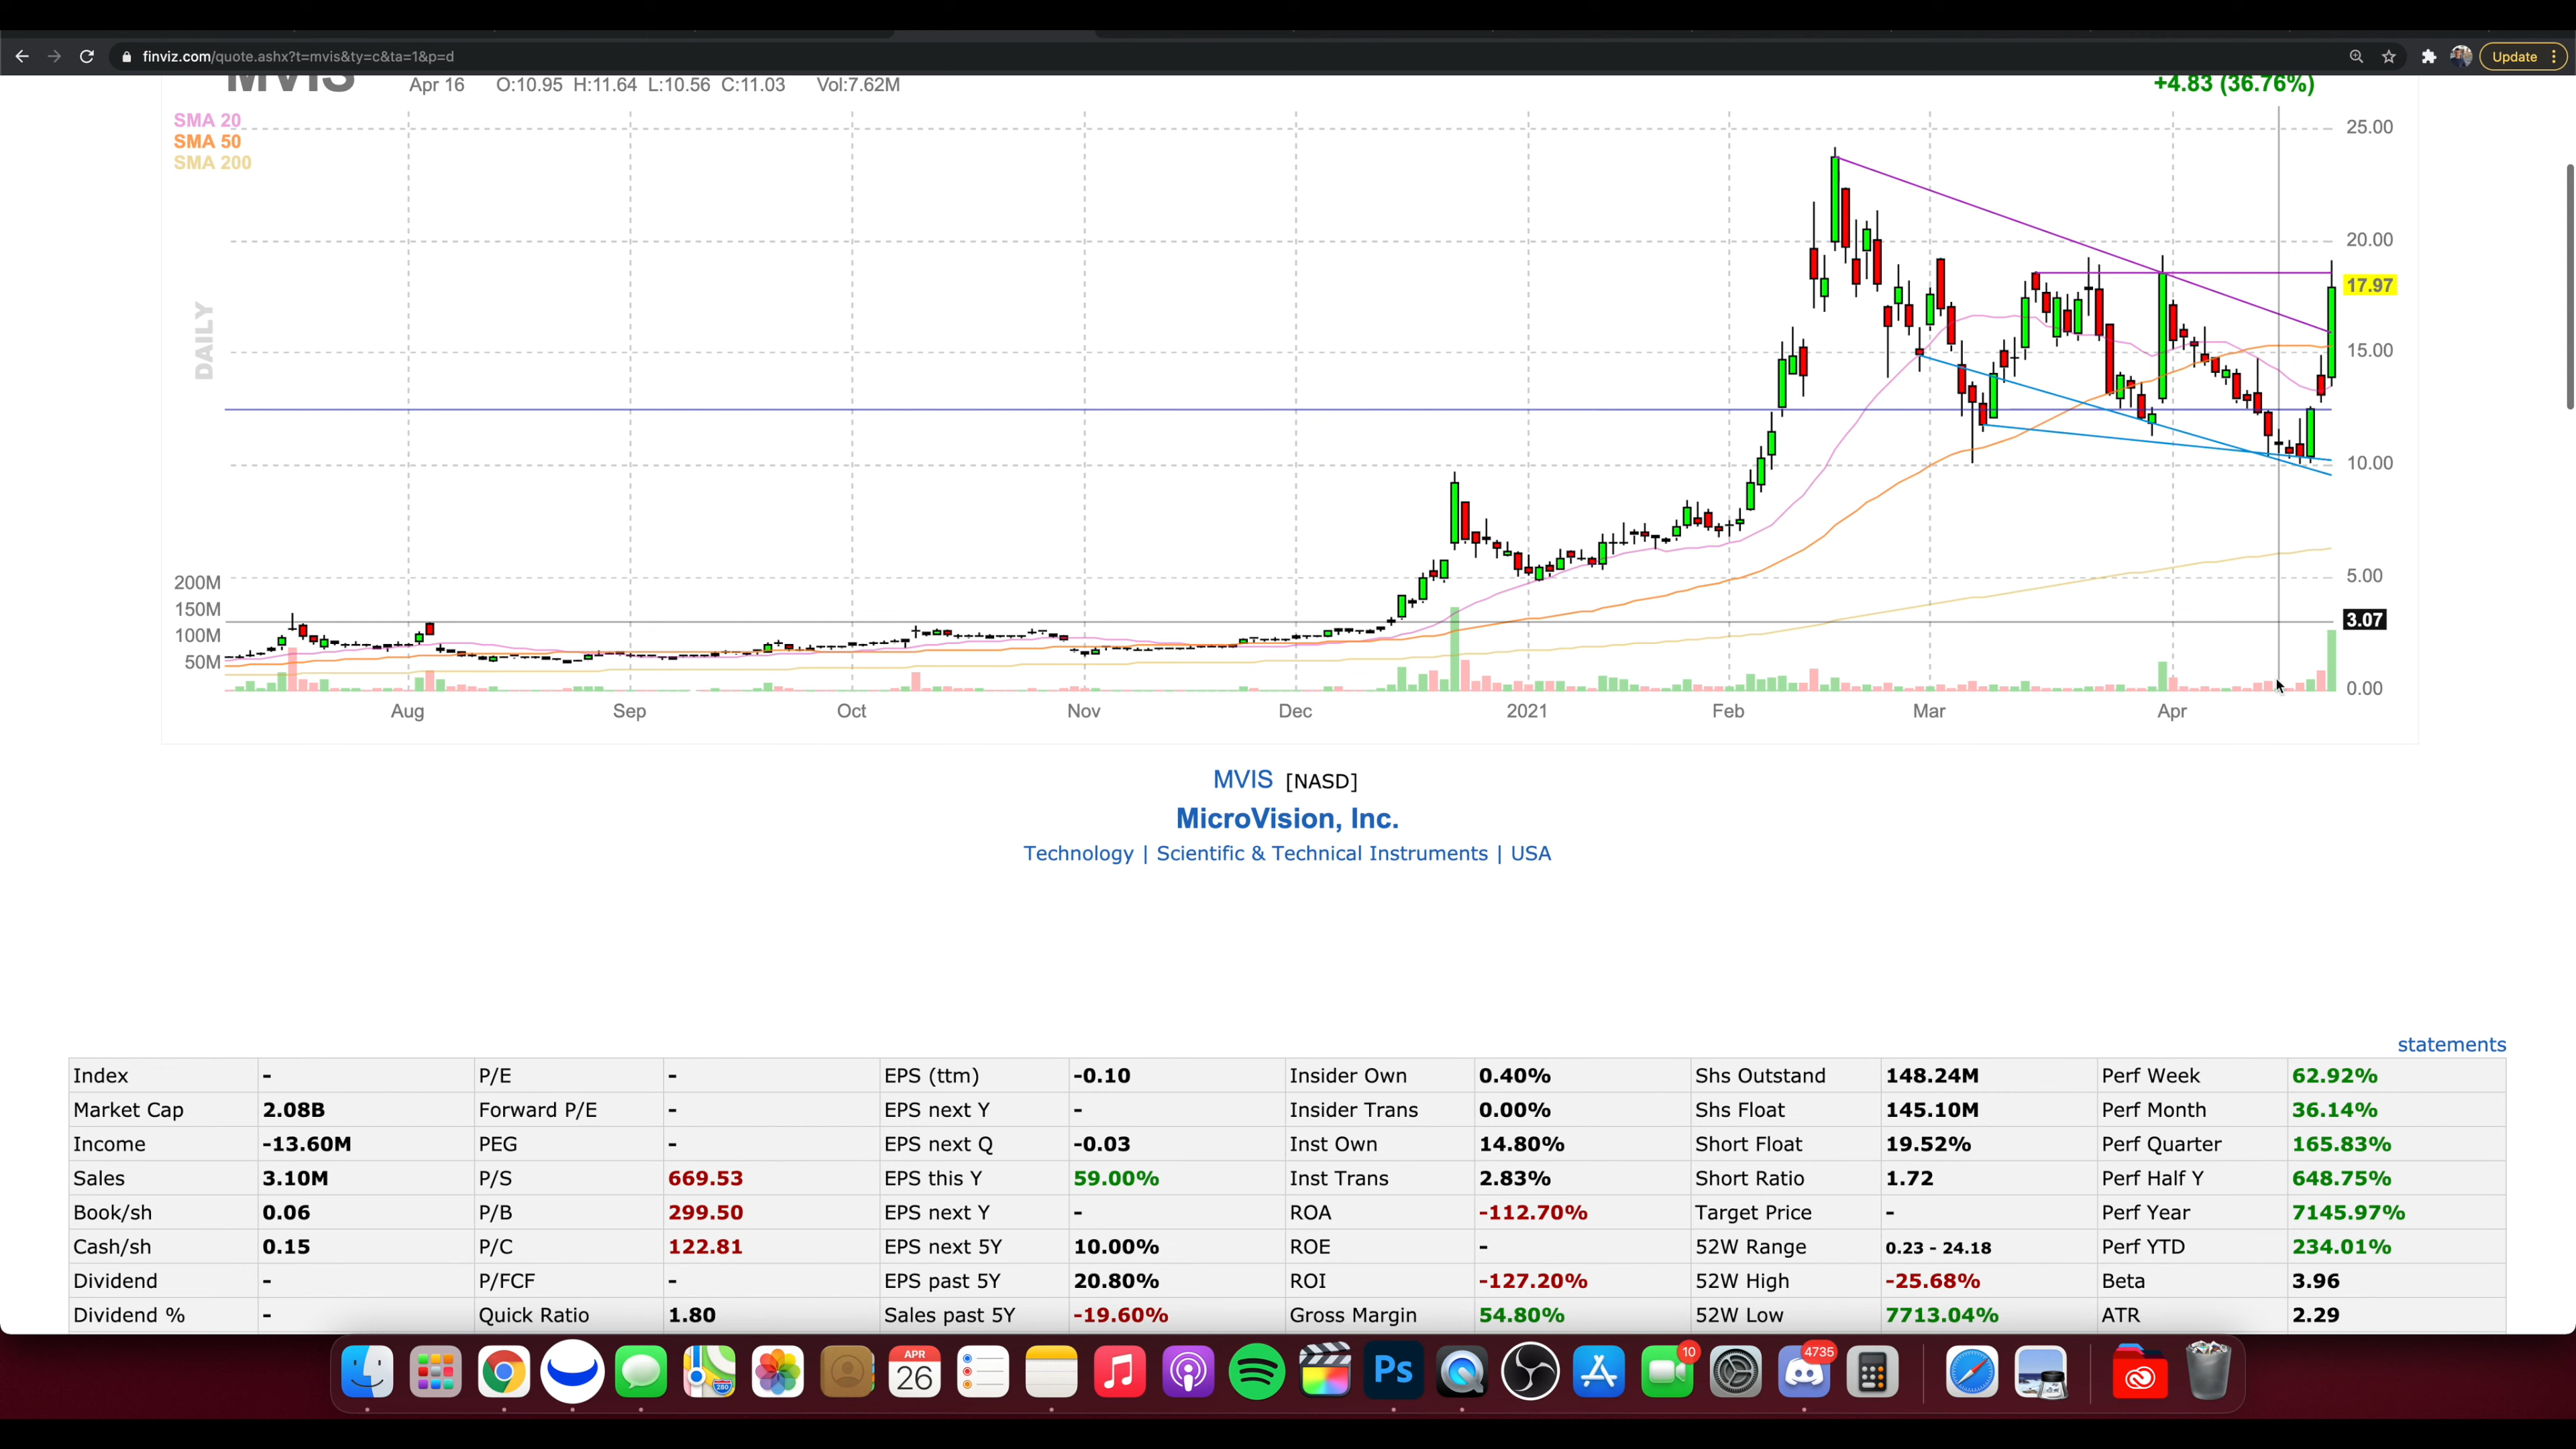 finviz.com/quote.ashx?t=mvis&ty=c&ta=1&p=d
Update
MVIS Apr 16 O:10.95 H:11.64 L:10.56 C:11.03 Vol:7.62M +4.83 (36.76%)
SMA 20
SMA 50
SMA 200
DAILY
25.00
20.00
17.97
15.00
10.00
5.00
3.07
0.00
200M
150M
100M
50M
Aug Sep Oct Nov Dec 2021 Feb Mar Apr
MVIS [NASD]
MicroVision, Inc.
Technology | Scientific & Technical Instruments | USA
statements
Index - P/E - EPS (ttm) -0.10 Insider Own 0.40% Shs Outstand 148.24M Perf Week 62.92%
Market Cap 2.08B Forward P/E - EPS next Y - Insider Trans 0.00% Shs Float 145.10M Perf Month 36.14%
Income -13.60M PEG - EPS next Q -0.03 Inst Own 14.80% Short Float 19.52% Perf Quarter 165.83%
Sales 3.10M P/S 669.53 EPS this Y 59.00% Inst Trans 2.83% Short Ratio 1.72 Perf Half Y 648.75%
Book/sh 0.06 P/B 299.50 EPS next Y - ROA -112.70% Target Price - Perf Year 7145.97%
Cash/sh 0.15 P/C 122.81 EPS next 5Y 10.00% ROE - 52W Range 0.23 - 24.18 Perf YTD 234.01%
Dividend - P/FCF - EPS past 5Y 20.80% ROI -127.20% 52W High -25.68% Beta 3.96
Dividend % - Quick Ratio 1.80 Sales past 5Y -19.60% Gross Margin 54.80% 52W Low 7713.04% ATR 2.29
280
APR
26
Ps
10
4735